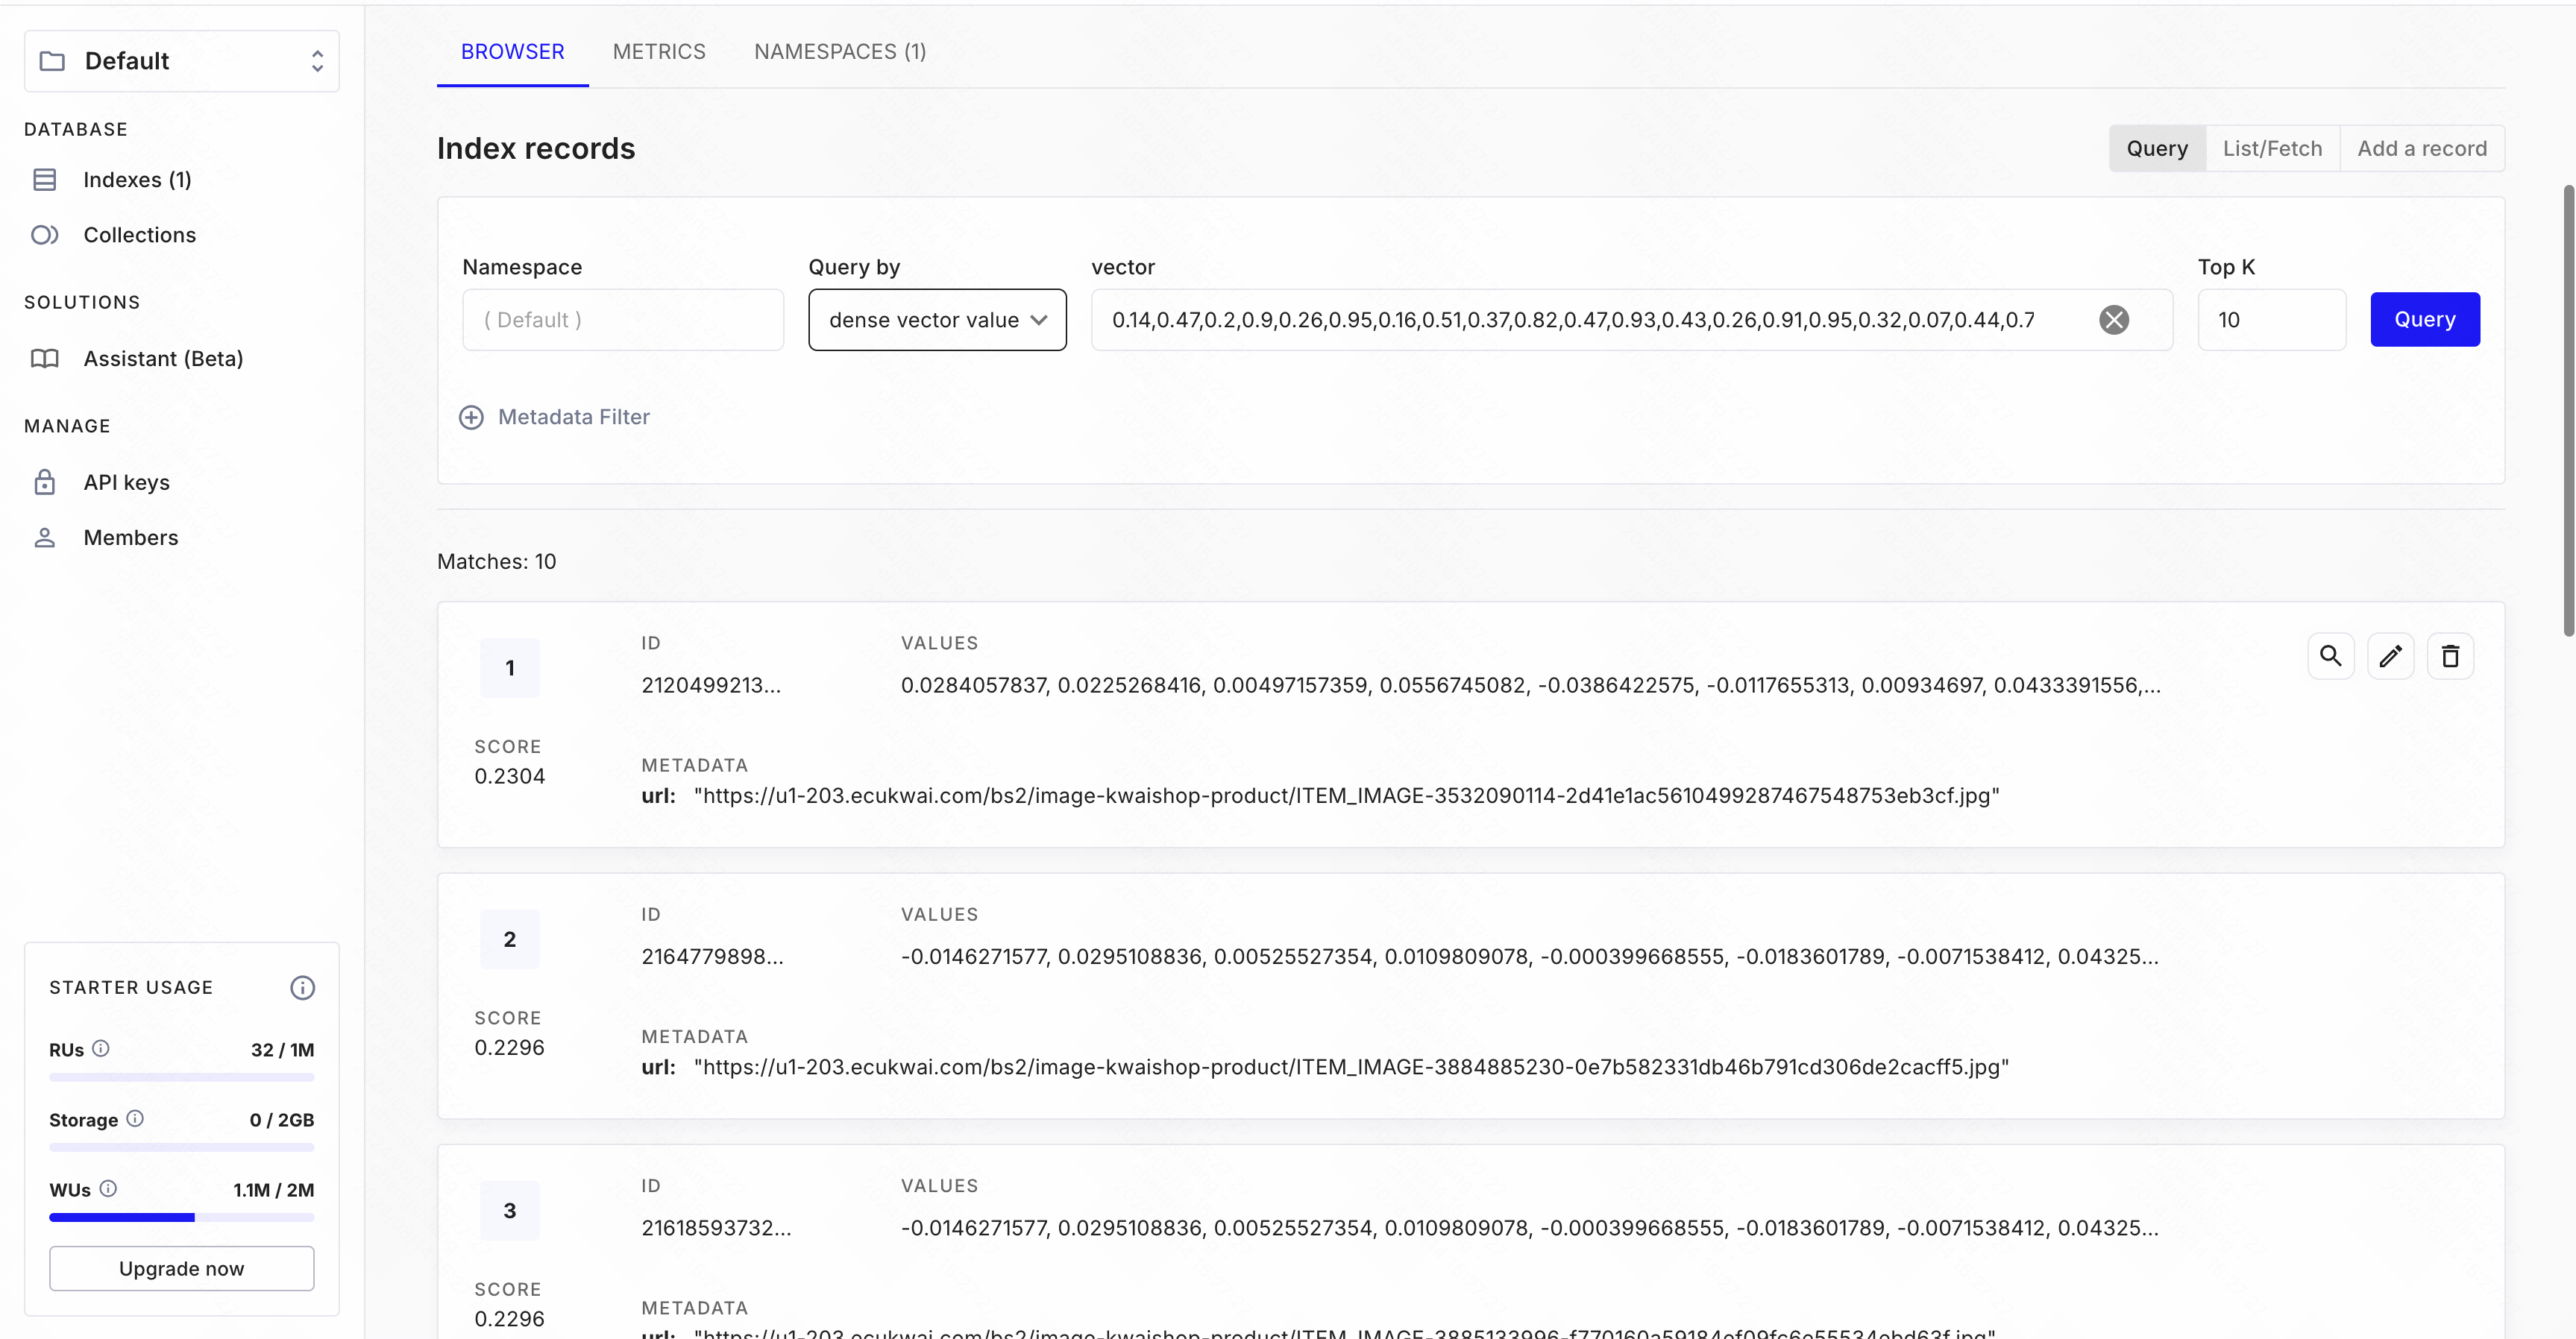 Default
DATABASE
Indexes (1)
Collections
SOLUTIONS
Assistant (Beta)
MANAGE
API keys
Members
STARTER USAGE
RUs 32 / 1M
Storage 0 / 2GB
WUs 1.1M / 2M
Upgrade now
BROWSER METRICS NAMESPACES (1)
Index records
Query List/Fetch Add a record
Namespace Query by vector Top K
( Default ) dense vector value 0.14,0.47,0.2,0.9,0.26,0.95,0.16,0.51,0.37,0.82,0.47,0.93,0.43,0.26,0.91,0.95,0.32,0.07,0.44,0.7 10 Query
Metadata Filter
Matches: 10
1
ID VALUES
2120499213... 0.0284057837, 0.0225268416, 0.00497157359, 0.0556745082, -0.0386422575, -0.0117655313, 0.00934697, 0.0433391556,...
SCORE
0.2304
METADATA
url: "https://u1-203.ecukwai.com/bs2/image-kwaishop-product/ITEM_IMAGE-3532090114-2d41e1ac5610499287467548753eb3cf.jpg"
2
ID VALUES
2164779898... -0.0146271577, 0.0295108836, 0.00525527354, 0.0109809078, -0.000399668555, -0.0183601789, -0.0071538412, 0.04325...
SCORE
0.2296
METADATA
url: "https://u1-203.ecukwai.com/bs2/image-kwaishop-product/ITEM_IMAGE-3884885230-0e7b582331db46b791cd306de2cacff5.jpg"
3
ID VALUES
21618593732... -0.0146271577, 0.0295108836, 0.00525527354, 0.0109809078, -0.000399668555, -0.0183601789, -0.0071538412, 0.04325...
SCORE
0.2296
METADATA
url: